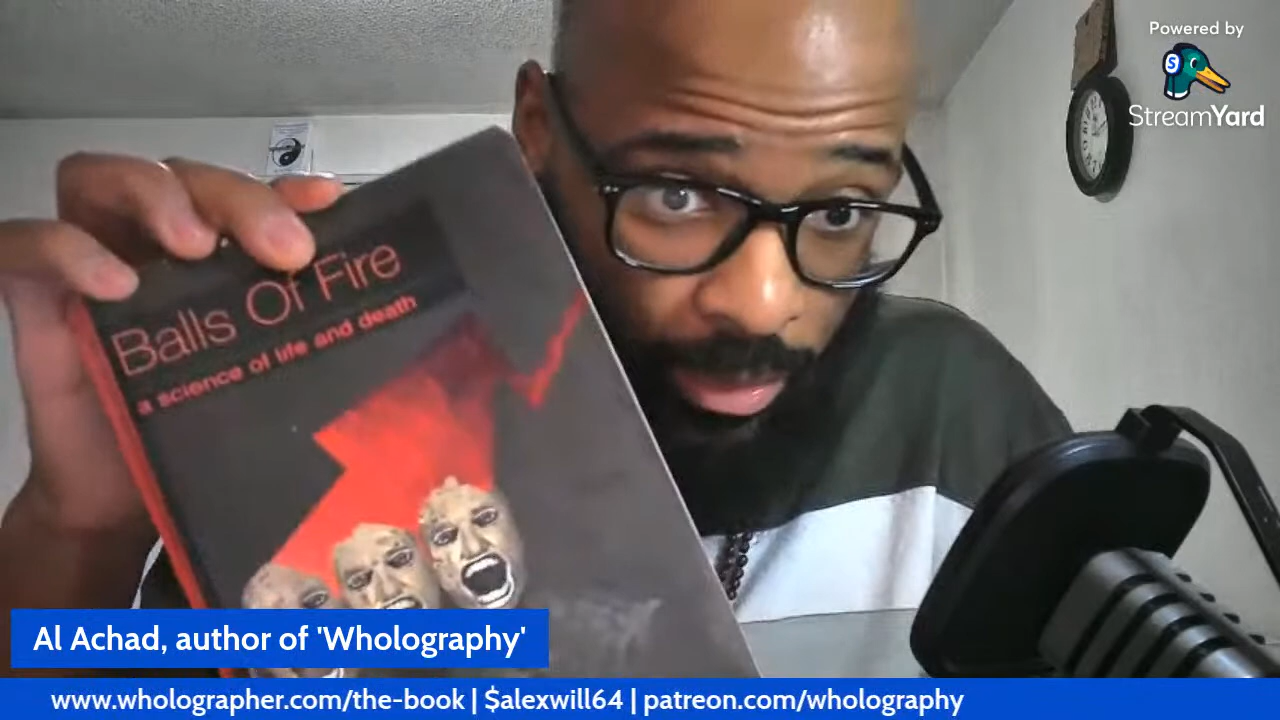 Powered by
StreamYard
Balls Of Fire
a science of life and death
Al Achad, author of 'Wholography'
www.wholographer.com/the-book | $alexwill64 | patreon.com/wholography